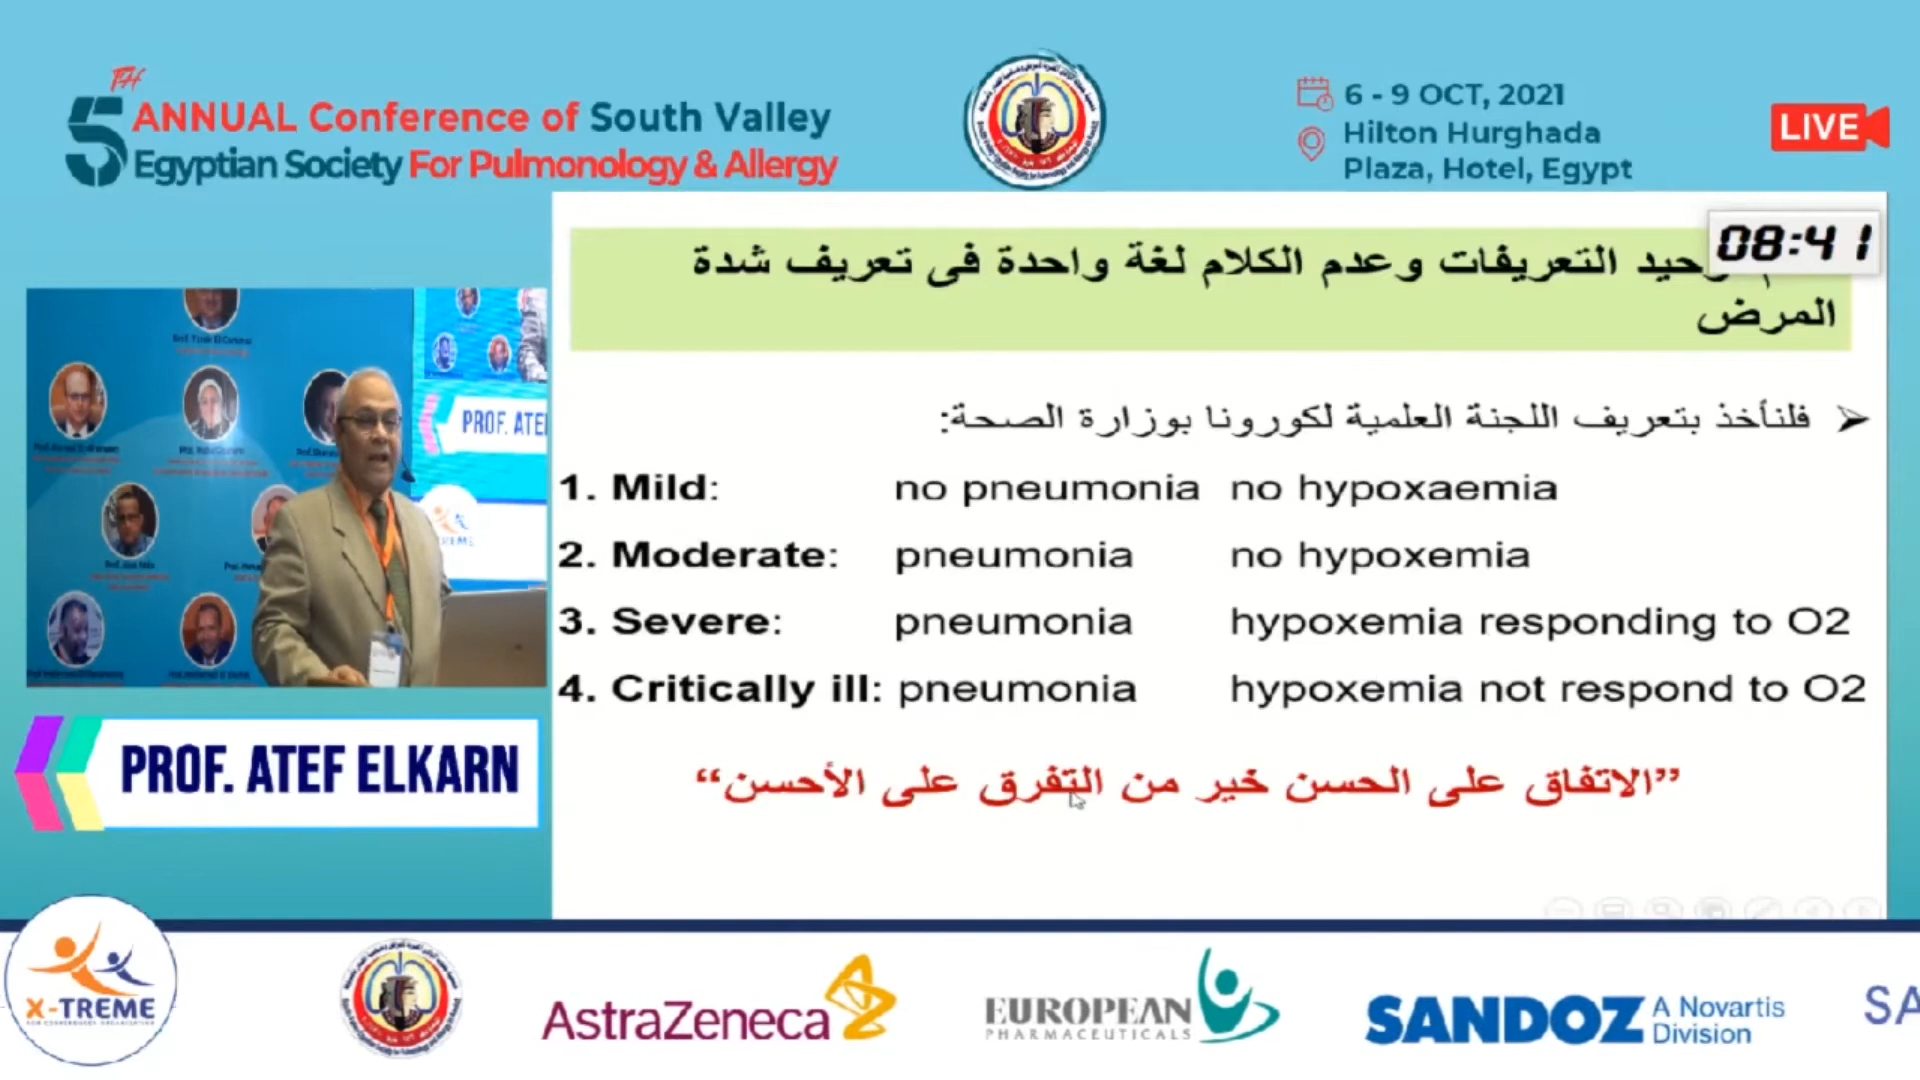 TH
5 ANNUAL Conference of South Valley
Egyptian Society For Pulmonology & Allergy
6 - 9 OCT, 2021
Hilton Hurghada
Plaza, Hotel, Egypt
LIVE
08:41
التعريفات وعدم الكلام لغة واحدة فى تعريف شدة
المرض
فلنأخذ بتعريف اللجنة العلمية لكورونا بوزارة الصحة:
1. Mild: no pneumonia no hypoxaemia
2. Moderate: pneumonia no hypoxemia
3. Severe: pneumonia hypoxemia responding to O2
4. Critically ill: pneumonia hypoxemia not respond to O2
”الاتفاق على الحسن خير من التفرق على الأحسن“
PROF. ATEF
PROF. ATEF ELKARN
X-TREME
AstraZeneca
EUROPEAN
PHARMACEUTICALS
SANDOZ
A Novartis
Division
SA